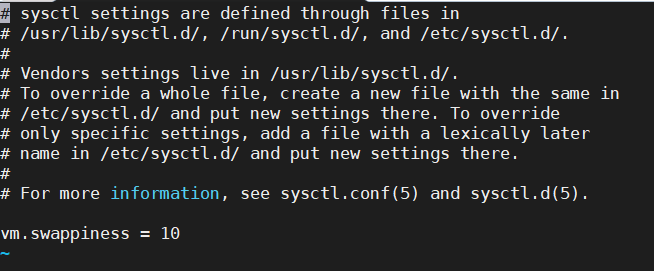 # sysctl settings are defined through files in
# /usr/lib/sysctl.d/, /run/sysctl.d/, and /etc/sysctl.d/.
#
# Vendors settings live in /usr/lib/sysctl.d/.
# To override a whole file, create a new file with the same in
# /etc/sysctl.d/ and put new settings there. To override
# only specific settings, add a file with a lexically later
# name in /etc/sysctl.d/ and put new settings there.
#
# For more information, see sysctl.conf(5) and sysctl.d(5).
vm.swappiness = 10
~